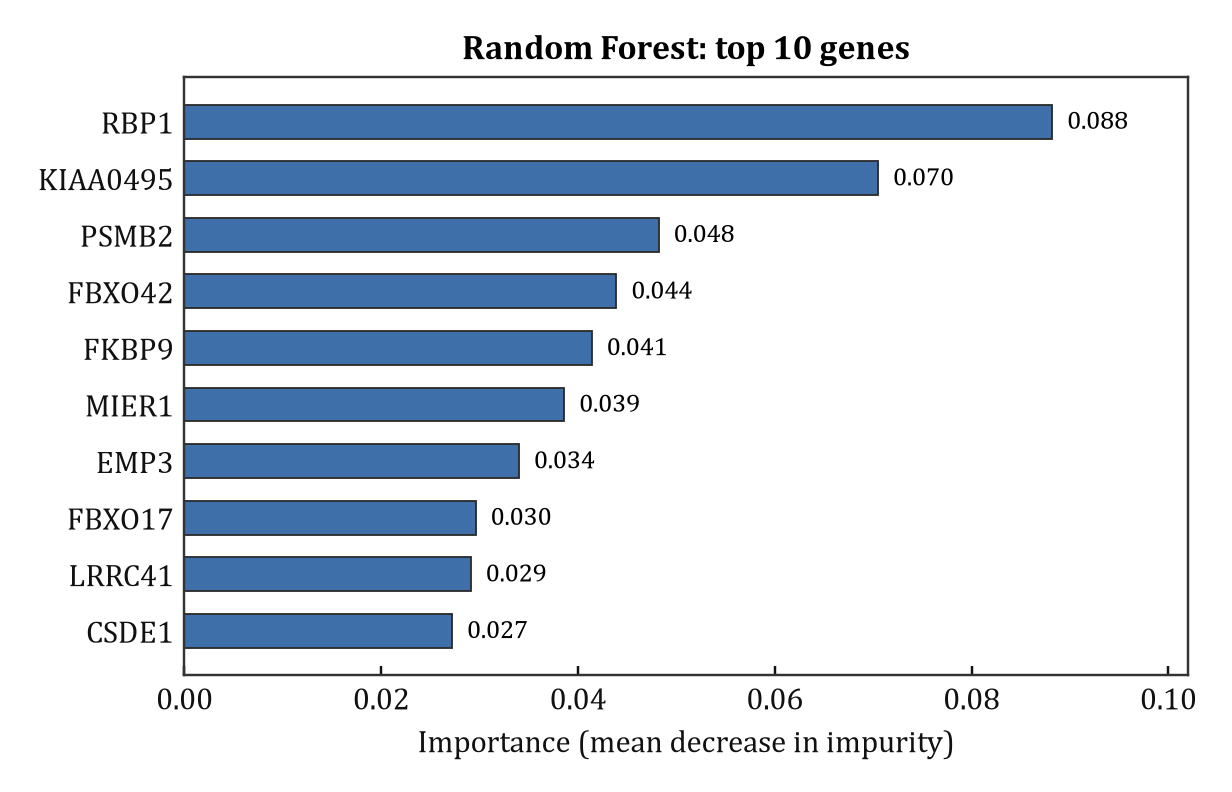 Random Forest: top 10 genes
RBP1 0.088
KIAA0495 0.070
PSMB2 0.048
FBXO42 0.044
FKBP9 0.041
MIER1 0.039
EMP3 0.034
FBXO17 0.030
LRRC41 0.029
CSDE1 0.027
0.00 0.02 0.04 0.06 0.08 0.10
Importance (mean decrease in impurity)